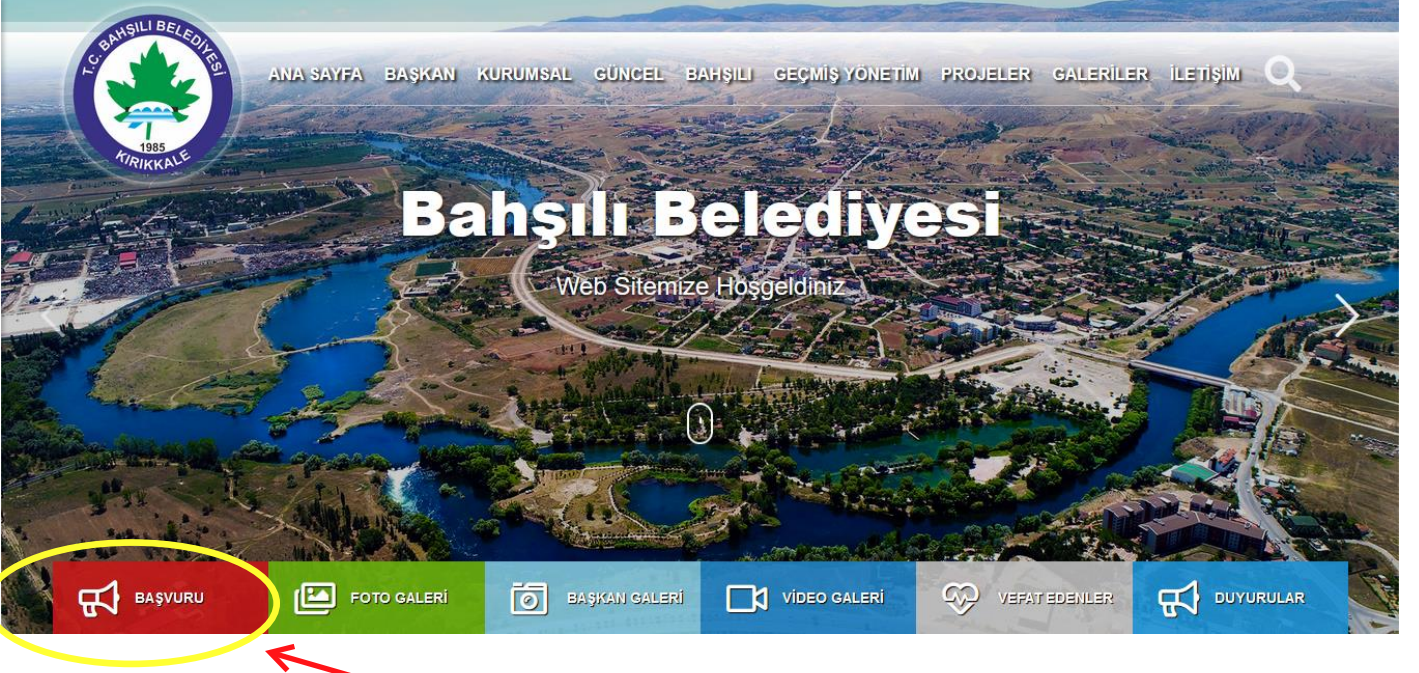 T.C. BAHŞILI BELEDİYESİ
1985
KIRIKKALE
ANA SAYFA BAŞKAN KURUMSAL GÜNCEL BAHŞILI GEÇMİŞ YÖNETİM PROJELER GALERİLER İLETİŞİM
Bahşılı Belediyesi
Web Sitemize Hoşgeldiniz
BAŞVURU FOTO GALERİ BAŞKAN GALERİ VİDEO GALERİ VEFAT EDENLER DUYURULAR